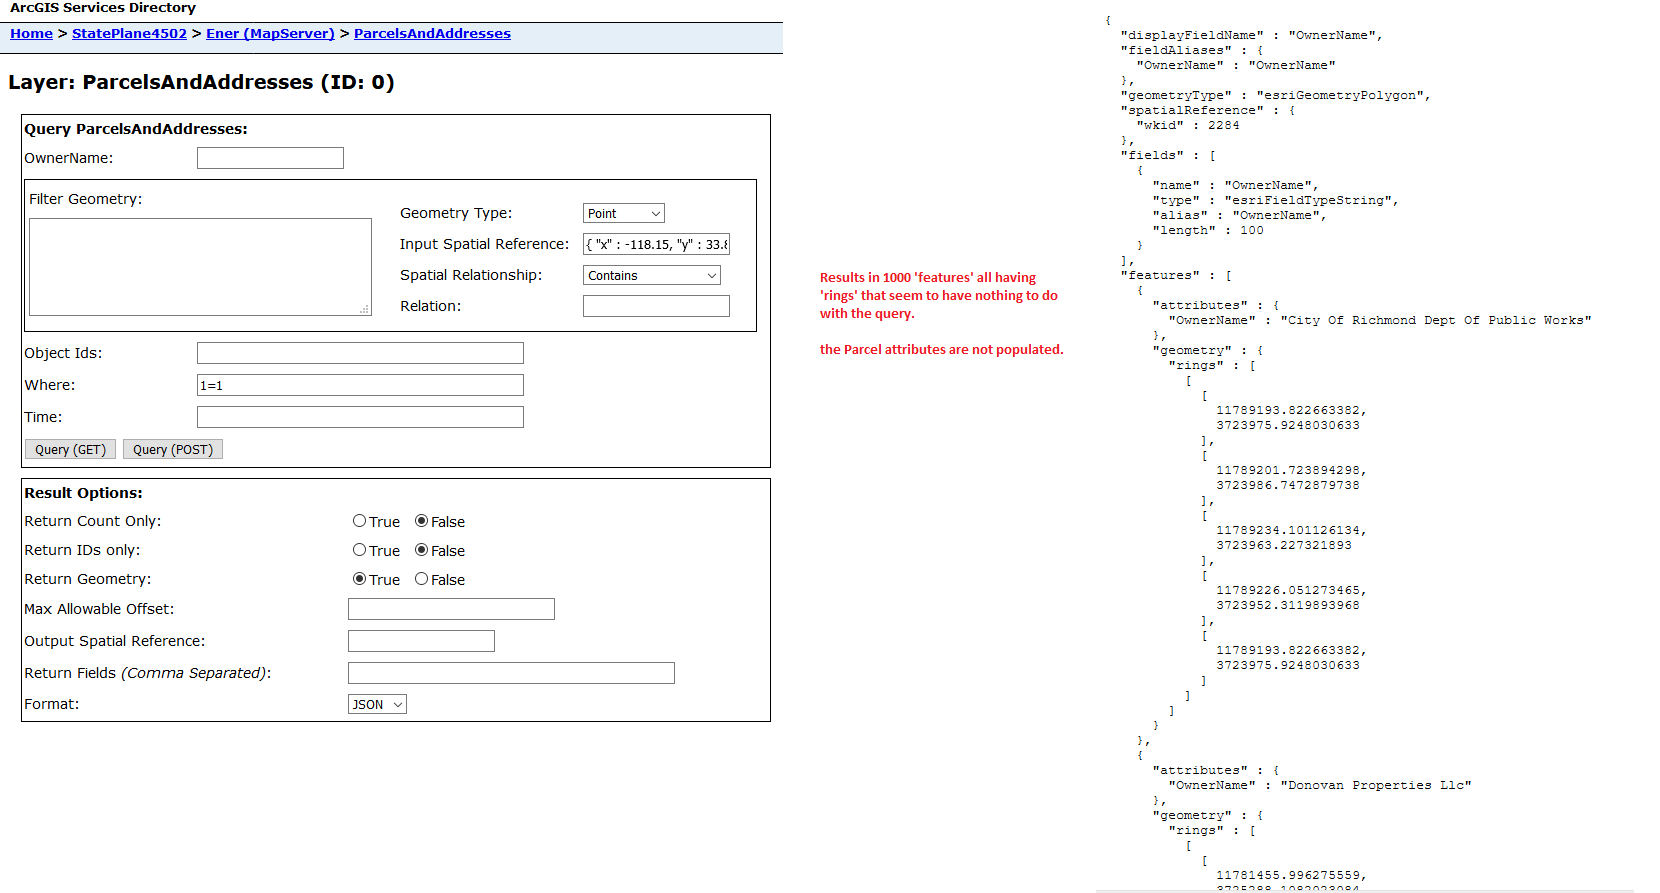 ArcGIS Services Directory
Home > StatePlane4502 > Ener (MapServer) > ParcelsAndAddresses
Layer: ParcelsAndAddresses (ID: 0)
Query ParcelsAndAddresses:
OwnerName:
Filter Geometry:
Geometry Type: Point
Input Spatial Reference: { "x" : -118.15, "y" : 33.8
Spatial Relationship: Contains
Relation:
Object Ids:
Where: 1=1
Time:
Query (GET) Query (POST)
Result Options:
Return Count Only: True False
Return IDs only: True False
Return Geometry: True False
Max Allowable Offset:
Output Spatial Reference:
Return Fields (Comma Separated):
Format: JSON
Results in 1000 'features' all having
'rings' that seem to have nothing to do
with the query.
the Parcel attributes are not populated.
{
"displayFieldName" : "OwnerName",
"fieldAliases" : {
"OwnerName" : "OwnerName"
},
"geometryType" : "esriGeometryPolygon",
"spatialReference" : {
"wkid" : 2284
},
"fields" : [
{
"name" : "OwnerName",
"type" : "esriFieldTypeString",
"alias" : "OwnerName",
"length" : 100
}
],
"features" : [
{
"attributes" : {
"OwnerName" : "City Of Richmond Dept Of Public Works"
},
"geometry" : {
"rings" : [
[
[
11789193.822663382,
3723975.9248030633
],
[
11789201.723894298,
3723986.7472879738
],
[
11789234.101126134,
3723963.227321893
],
[
11789226.051273465,
3723952.3119893968
],
[
11789193.822663382,
3723975.9248030633
]
]
]
}
},
{
"attributes" : {
"OwnerName" : "Donovan Properties Llc"
},
"geometry" : {
"rings" : [
[
[
11781455.996275559,